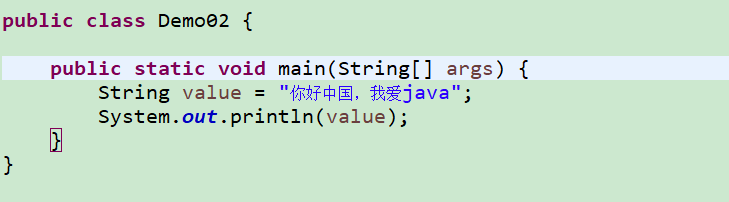 public class Demo02 {
public static void main(String[] args) {
String value = "你好中国，我爱java";
System.out.println(value);
}
}